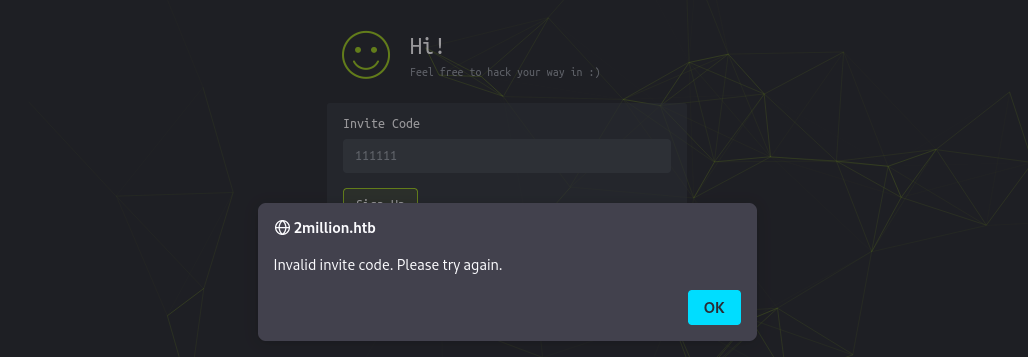 Hi!
Feel free to hack your way in :)
Invite Code
111111
Sign Up
2million.htb
Invalid invite code. Please try again.
OK